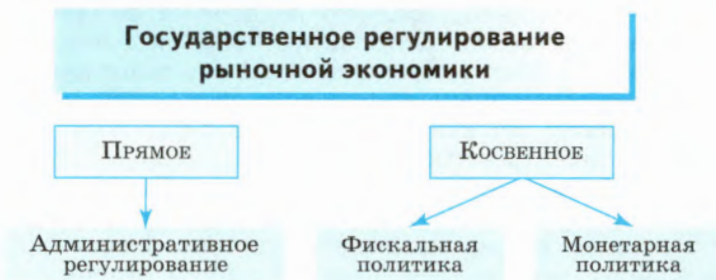 Государственное регулирование
рыночной экономики
Прямое
Косвенное
Административное
регулирование
Фискальная
политика
Монетарная
политика